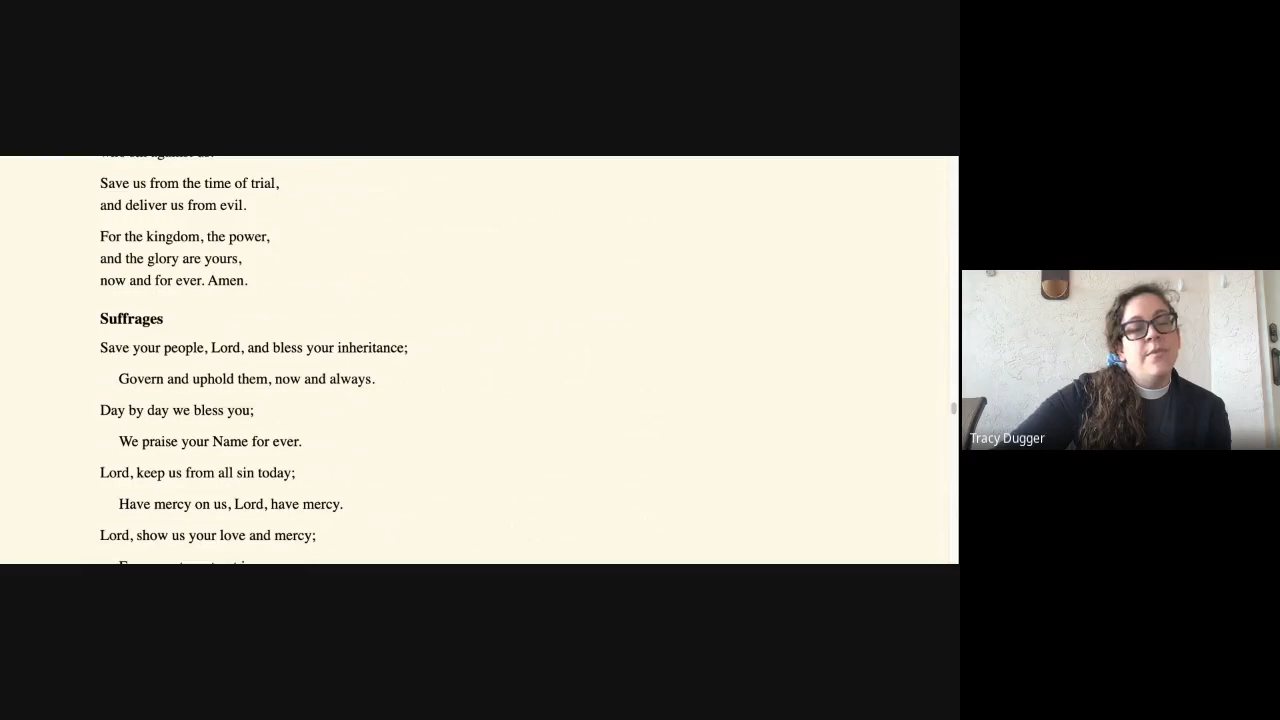 Save us from the time of trial,
and deliver us from evil.
For the kingdom, the power,
and the glory are yours,
now and for ever. Amen.
Suffrages
Save your people, Lord, and bless your inheritance;
Govern and uphold them, now and always.
Day by day we bless you;
We praise your Name for ever.
Lord, keep us from all sin today;
Have mercy on us, Lord, have mercy.
Lord, show us your love and mercy;
Tracy Dugger